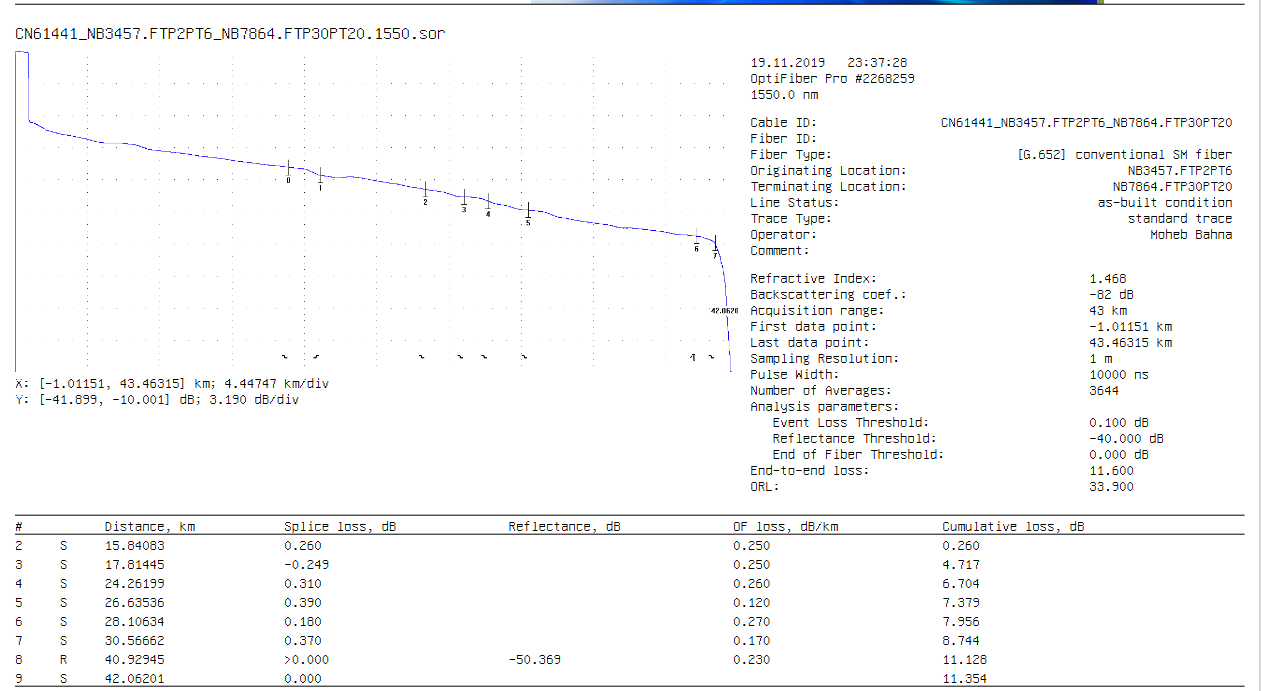 CN61441_NB3457.FTP2PT6_NB7864.FTP30PT20.1550.sor
19.11.2019 23:37:28
OptiFiber Pro #2268259
1550.0 nm
Cable ID: CN61441_NB3457.FTP2PT6_NB7864.FTP30PT20
Fiber ID:
Fiber Type: [G.652] conventional SM fiber
Originating Location: NB3457.FTP2PT6
Terminating Location: NB7864.FTP30PT20
Line Status: as-built condition
Trace Type: standard trace
Operator: Moheb Bahna
Comment:
Refractive Index: 1.468
Backscattering coef.: -82 dB
Acquisition range: 43 km
First data point: -1.01151 km
Last data point: 43.46315 km
Sampling Resolution: 1 m
Pulse Width: 10000 ns
Number of Averages: 3644
Analysis parameters:
Event Loss Threshold: 0.100 dB
Reflectance Threshold: -40.000 dB
End of Fiber Threshold: 0.000 dB
End-to-end loss: 11.600
ORL: 33.900
0 1 2 3 4 5 6 7
42.0620
X: [-1.01151, 43.46315] km; 4.44747 km/div
Y: [-41.899, -10.001] dB; 3.190 dB/div
# Distance, km Splice loss, dB Reflectance, dB OF loss, dB/km Cumulative loss, dB
2 S 15.84083 0.260 0.250 0.260
3 S 17.81445 -0.249 0.250 4.717
4 S 24.26199 0.310 0.260 6.704
5 S 26.63536 0.390 0.120 7.379
6 S 28.10634 0.180 0.270 7.956
7 S 30.56662 0.370 0.170 8.744
8 R 40.92945 >0.000 -50.369 0.230 11.128
9 S 42.06201 0.000 11.354